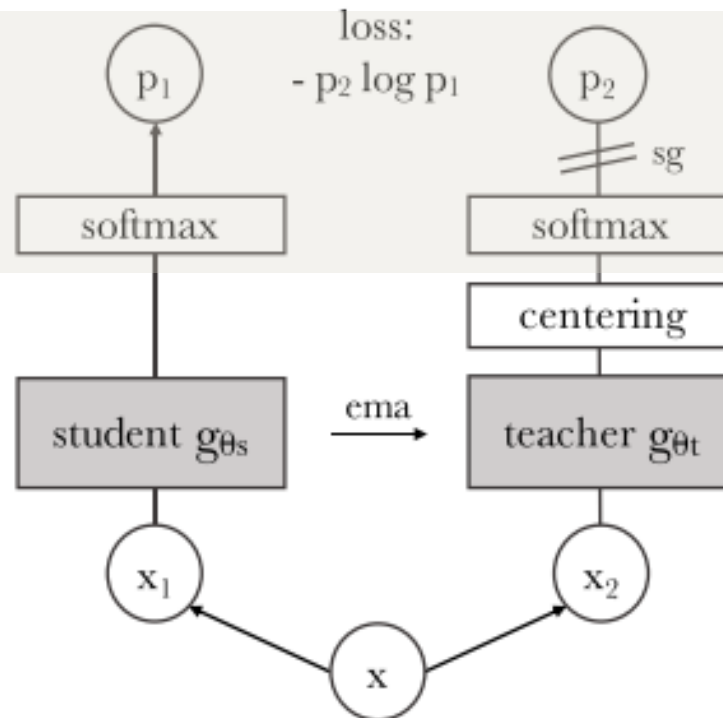 loss:
p₁ - p₂ log p₁ p₂
sg
softmax softmax
centering
ema
student gθs teacher gθt
x₁ x₂
x